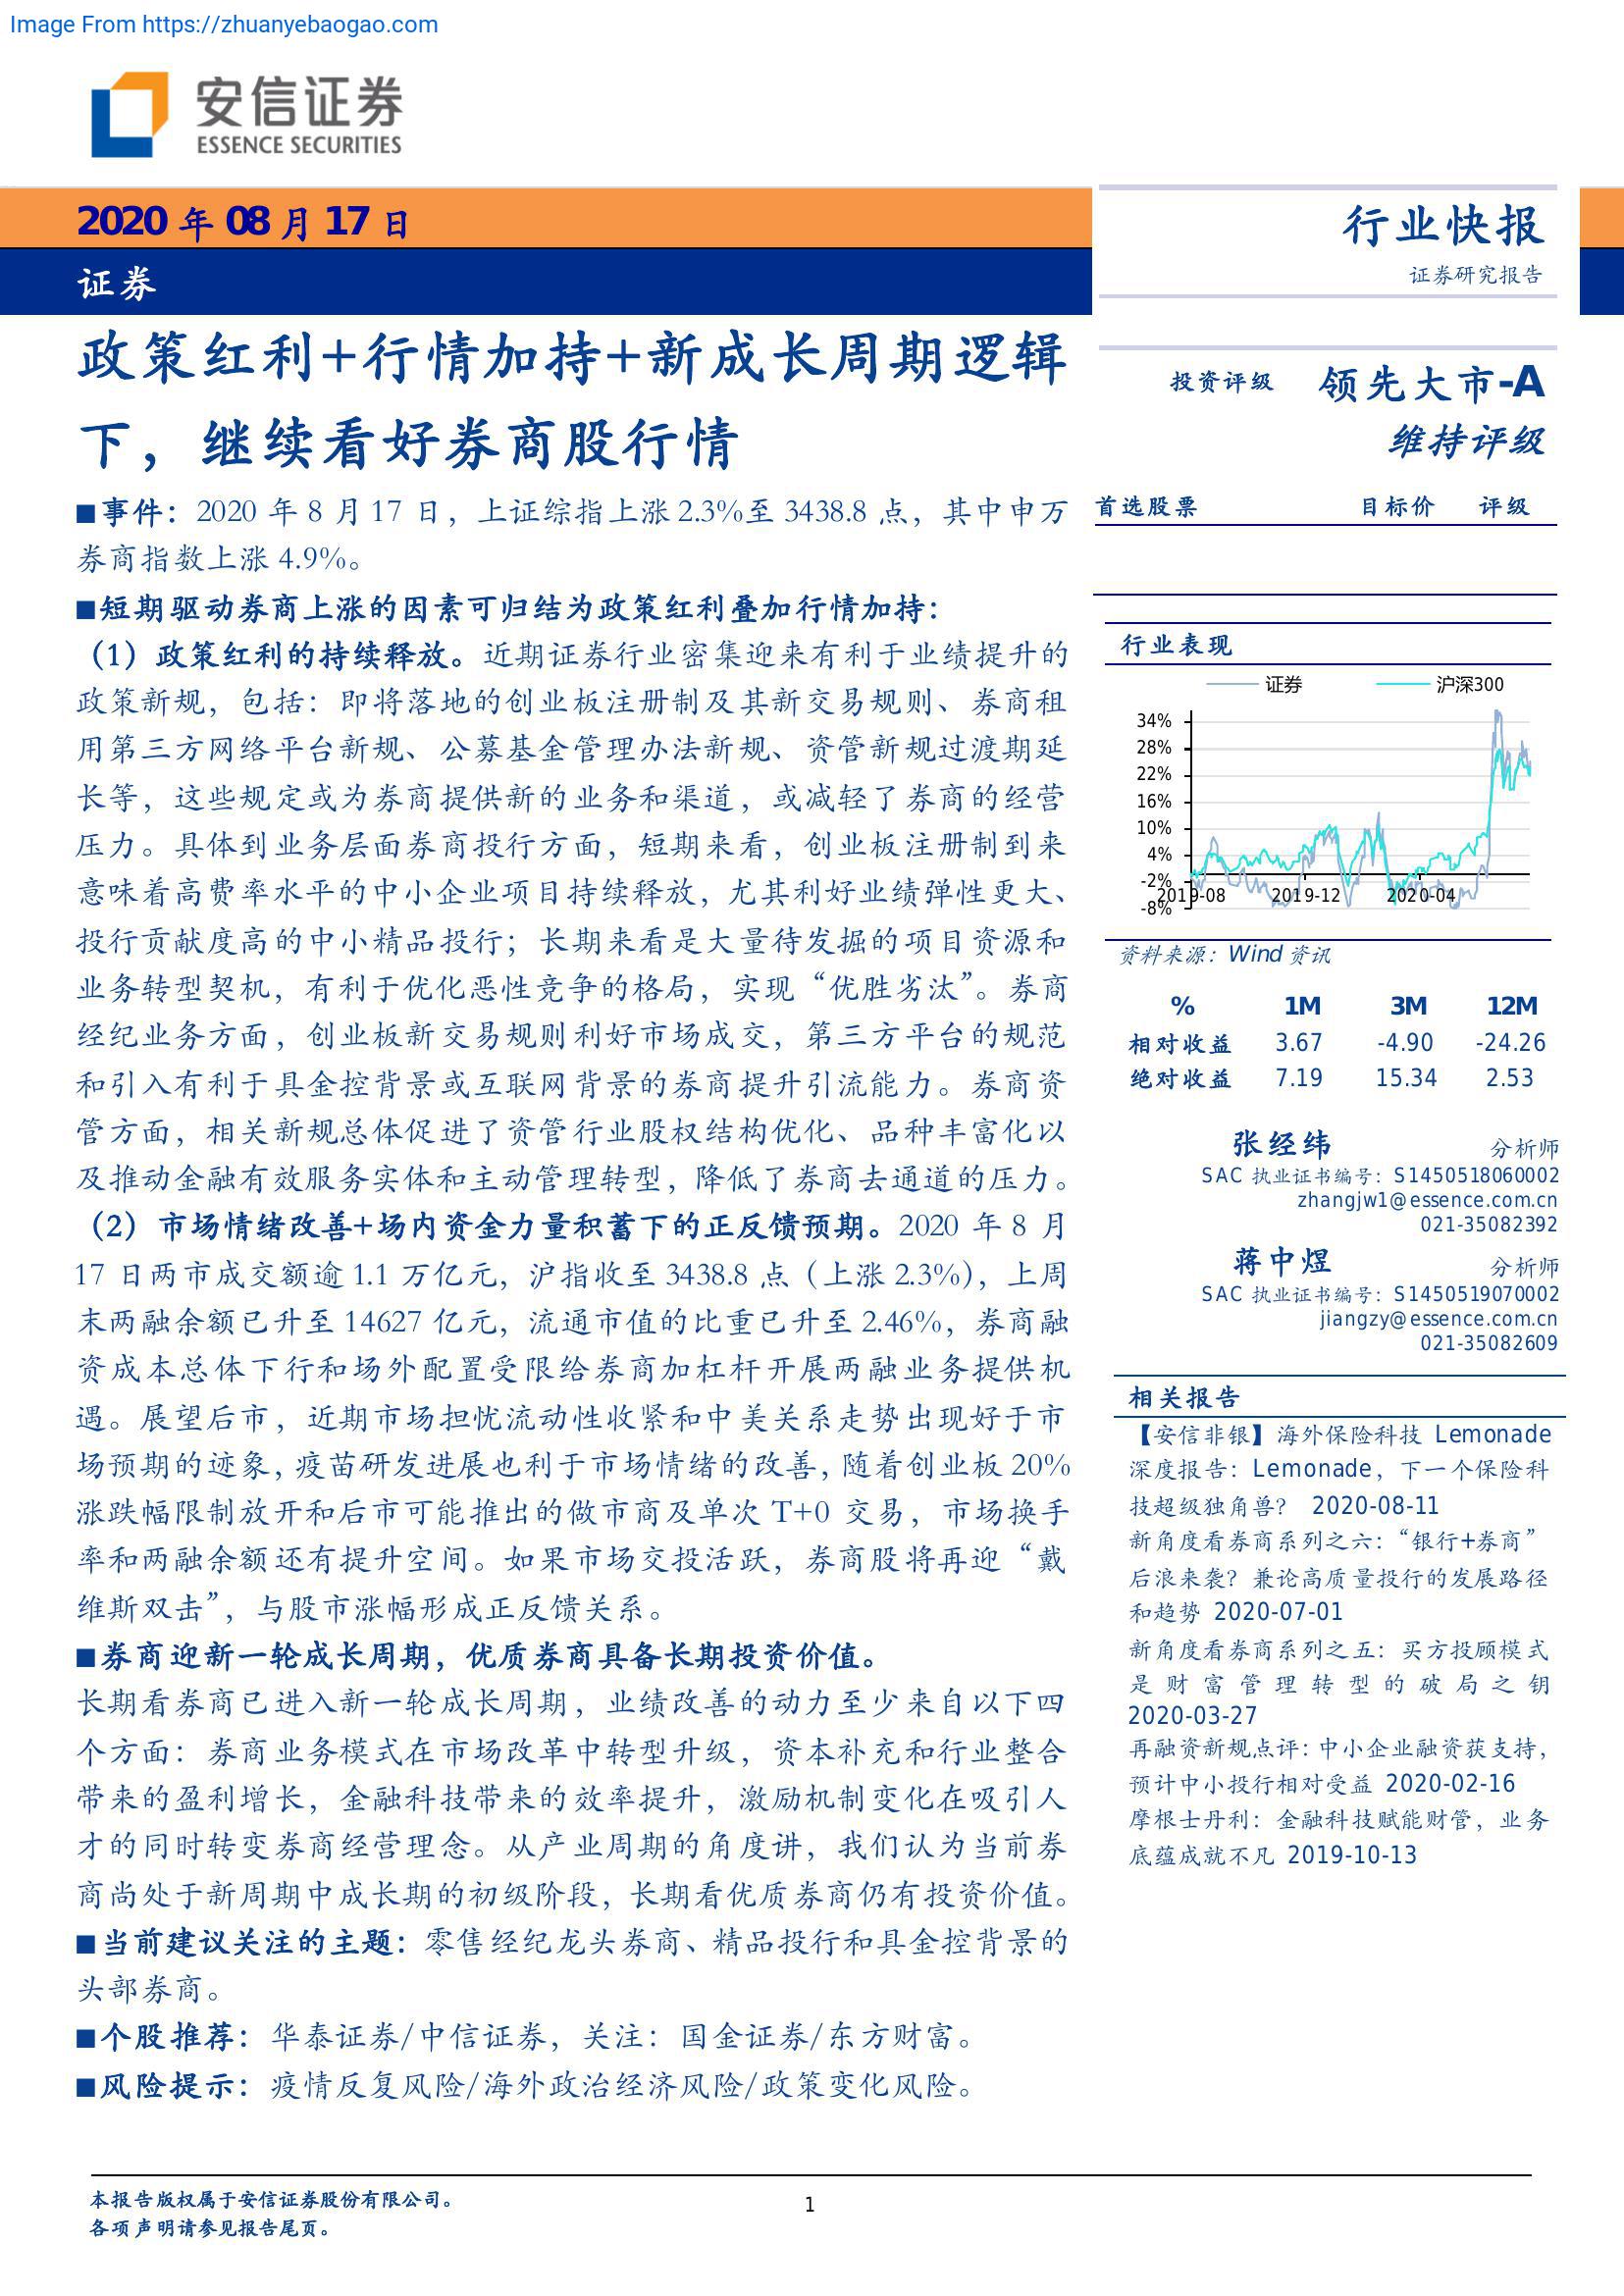 Image From https://zhuanyebaogao.com
安信证券
ESSENCE SECURITIES
2020 年 08 月 17 日
证券
政策红利+行情加持+新成长周期逻辑
下，继续看好券商股行情
■事件：2020 年 8 月 17 日，上证综指上涨 2.3%至 3438.8 点，其中申万
券商指数上涨 4.9%。
■短期驱动券商上涨的因素可归结为政策红利叠加行情加持：
（1）政策红利的持续释放。近期证券行业密集迎来有利于业绩提升的
政策新规，包括：即将落地的创业板注册制及其新交易规则、券商租
用第三方网络平台新规、公募基金管理办法新规、资管新规过渡期延
长等，这些规定或为券商提供新的业务和渠道，或减轻了券商的经营
压力。具体到业务层面券商投行方面，短期来看，创业板注册制到来
意味着高费率水平的中小企业项目持续释放，尤其利好业绩弹性更大、
投行贡献度高的中小精品投行；长期来看是大量待发掘的项目资源和
业务转型契机，有利于优化恶性竞争的格局，实现“优胜劣汰”。券商
经纪业务方面，创业板新交易规则利好市场成交，第三方平台的规范
和引入有利于具金控背景或互联网背景的券商提升引流能力。券商资
管方面，相关新规总体促进了资管行业股权结构优化、品种丰富化以
及推动金融有效服务实体和主动管理转型，降低了券商去通道的压力。
（2）市场情绪改善+场内资金力量积蓄下的正反馈预期。2020 年 8 月
17 日两市成交额逾 1.1 万亿元，沪指收至 3438.8 点（上涨 2.3%），上周
末两融余额已升至 14627 亿元，流通市值的比重已升至 2.46%，券商融
资成本总体下行和场外配置受限给券商加杠杆开展两融业务提供机
遇。展望后市，近期市场担忧流动性收紧和中美关系走势出现好于市
场预期的迹象，疫苗研发进展也利于市场情绪的改善，随着创业板 20%
涨跌幅限制放开和后市可能推出的做市商及单次 T+0 交易，市场换手
率和两融余额还有提升空间。如果市场交投活跃，券商股将再迎“戴
维斯双击”，与股市涨幅形成正反馈关系。
■券商迎新一轮成长周期，优质券商具备长期投资价值。
长期看券商已进入新一轮成长周期，业绩改善的动力至少来自以下四
个方面：券商业务模式在市场改革中转型升级，资本补充和行业整合
带来的盈利增长，金融科技带来的效率提升，激励机制变化在吸引人
才的同时转变券商经营理念。从产业周期的角度讲，我们认为当前券
商尚处于新周期中成长期的初级阶段，长期看优质券商仍有投资价值。
■当前建议关注的主题：零售经纪龙头券商、精品投行和具金控背景的
头部券商。
■个股推荐：华泰证券/中信证券，关注：国金证券/东方财富。
■风险提示：疫情反复风险/海外政治经济风险/政策变化风险。
行业快报
证券研究报告
投资评级 领先大市-A
维持评级
首选股票 目标价 评级
行业表现
证券 沪深300
34%
28%
22%
16%
10%
4%
-2%
-8%
2019-08 2019-12 2020-04
资料来源：Wind 资讯
% 1M 3M 12M
相对收益 3.67 -4.90 -24.26
绝对收益 7.19 15.34 2.53
张经纬 分析师
SAC 执业证书编号：S1450518060002
zhangjw1@essence.com.cn
021-35082392
蒋中煜 分析师
SAC 执业证书编号：S1450519070002
jiangzy@essence.com.cn
021-35082609
相关报告
【安信非银】海外保险科技 Lemonade
深度报告：Lemonade，下一个保险科
技超级独角兽？ 2020-08-11
新角度看券商系列之六：“银行+券商”
后浪来袭？兼论高质量投行的发展路径
和趋势 2020-07-01
新角度看券商系列之五：买方投顾模式
是财富管理转型的破局之钥
2020-03-27
再融资新规点评：中小企业融资获支持，
预计中小投行相对受益 2020-02-16
摩根士丹利：金融科技赋能财管，业务
底蕴成就不凡 2019-10-13
本报告版权属于安信证券股份有限公司。
各项声明请参见报告尾页。
1